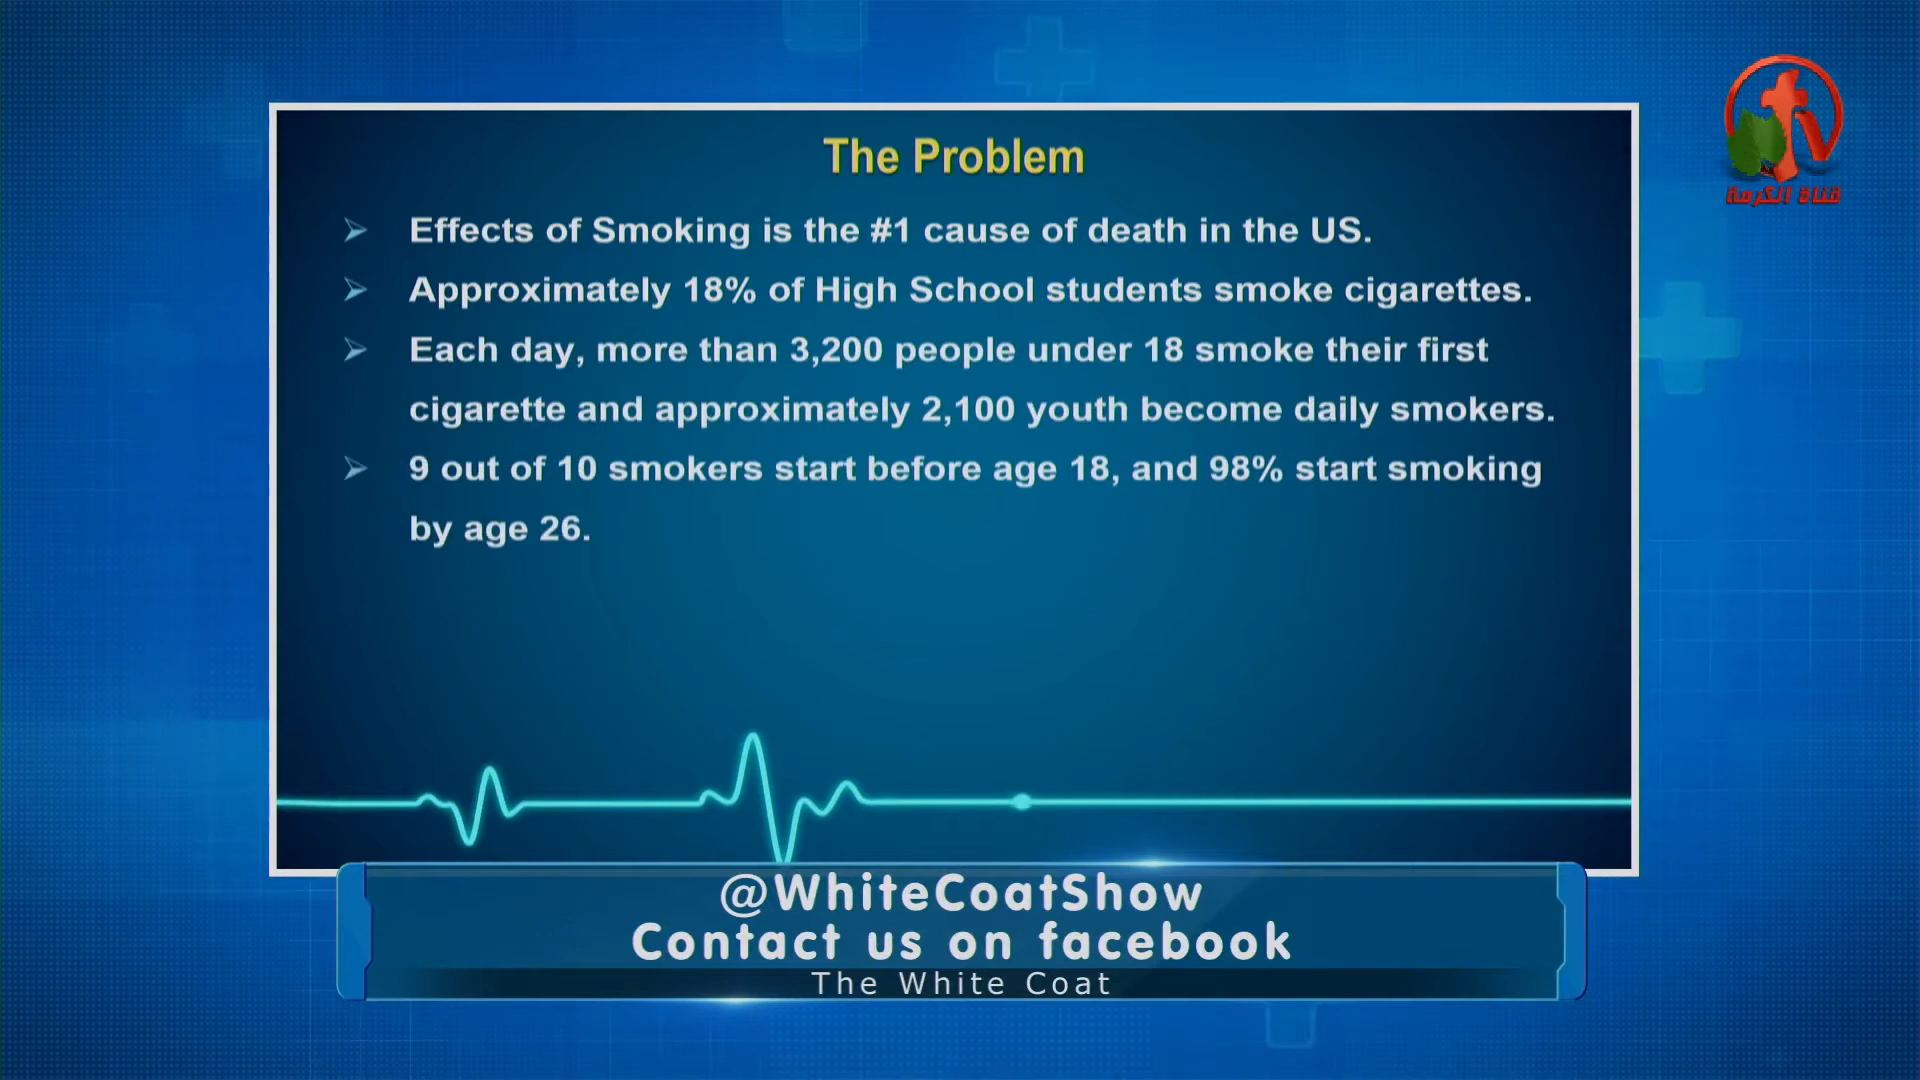 The Problem
Effects of Smoking is the #1 cause of death in the US.
Approximately 18% of High School students smoke cigarettes.
Each day, more than 3,200 people under 18 smoke their first
cigarette and approximately 2,100 youth become daily smokers.
9 out of 10 smokers start before age 18, and 98% start smoking
by age 26.
tv
قناة الكرمة
@WhiteCoatShow
Contact us on facebook
The White Coat